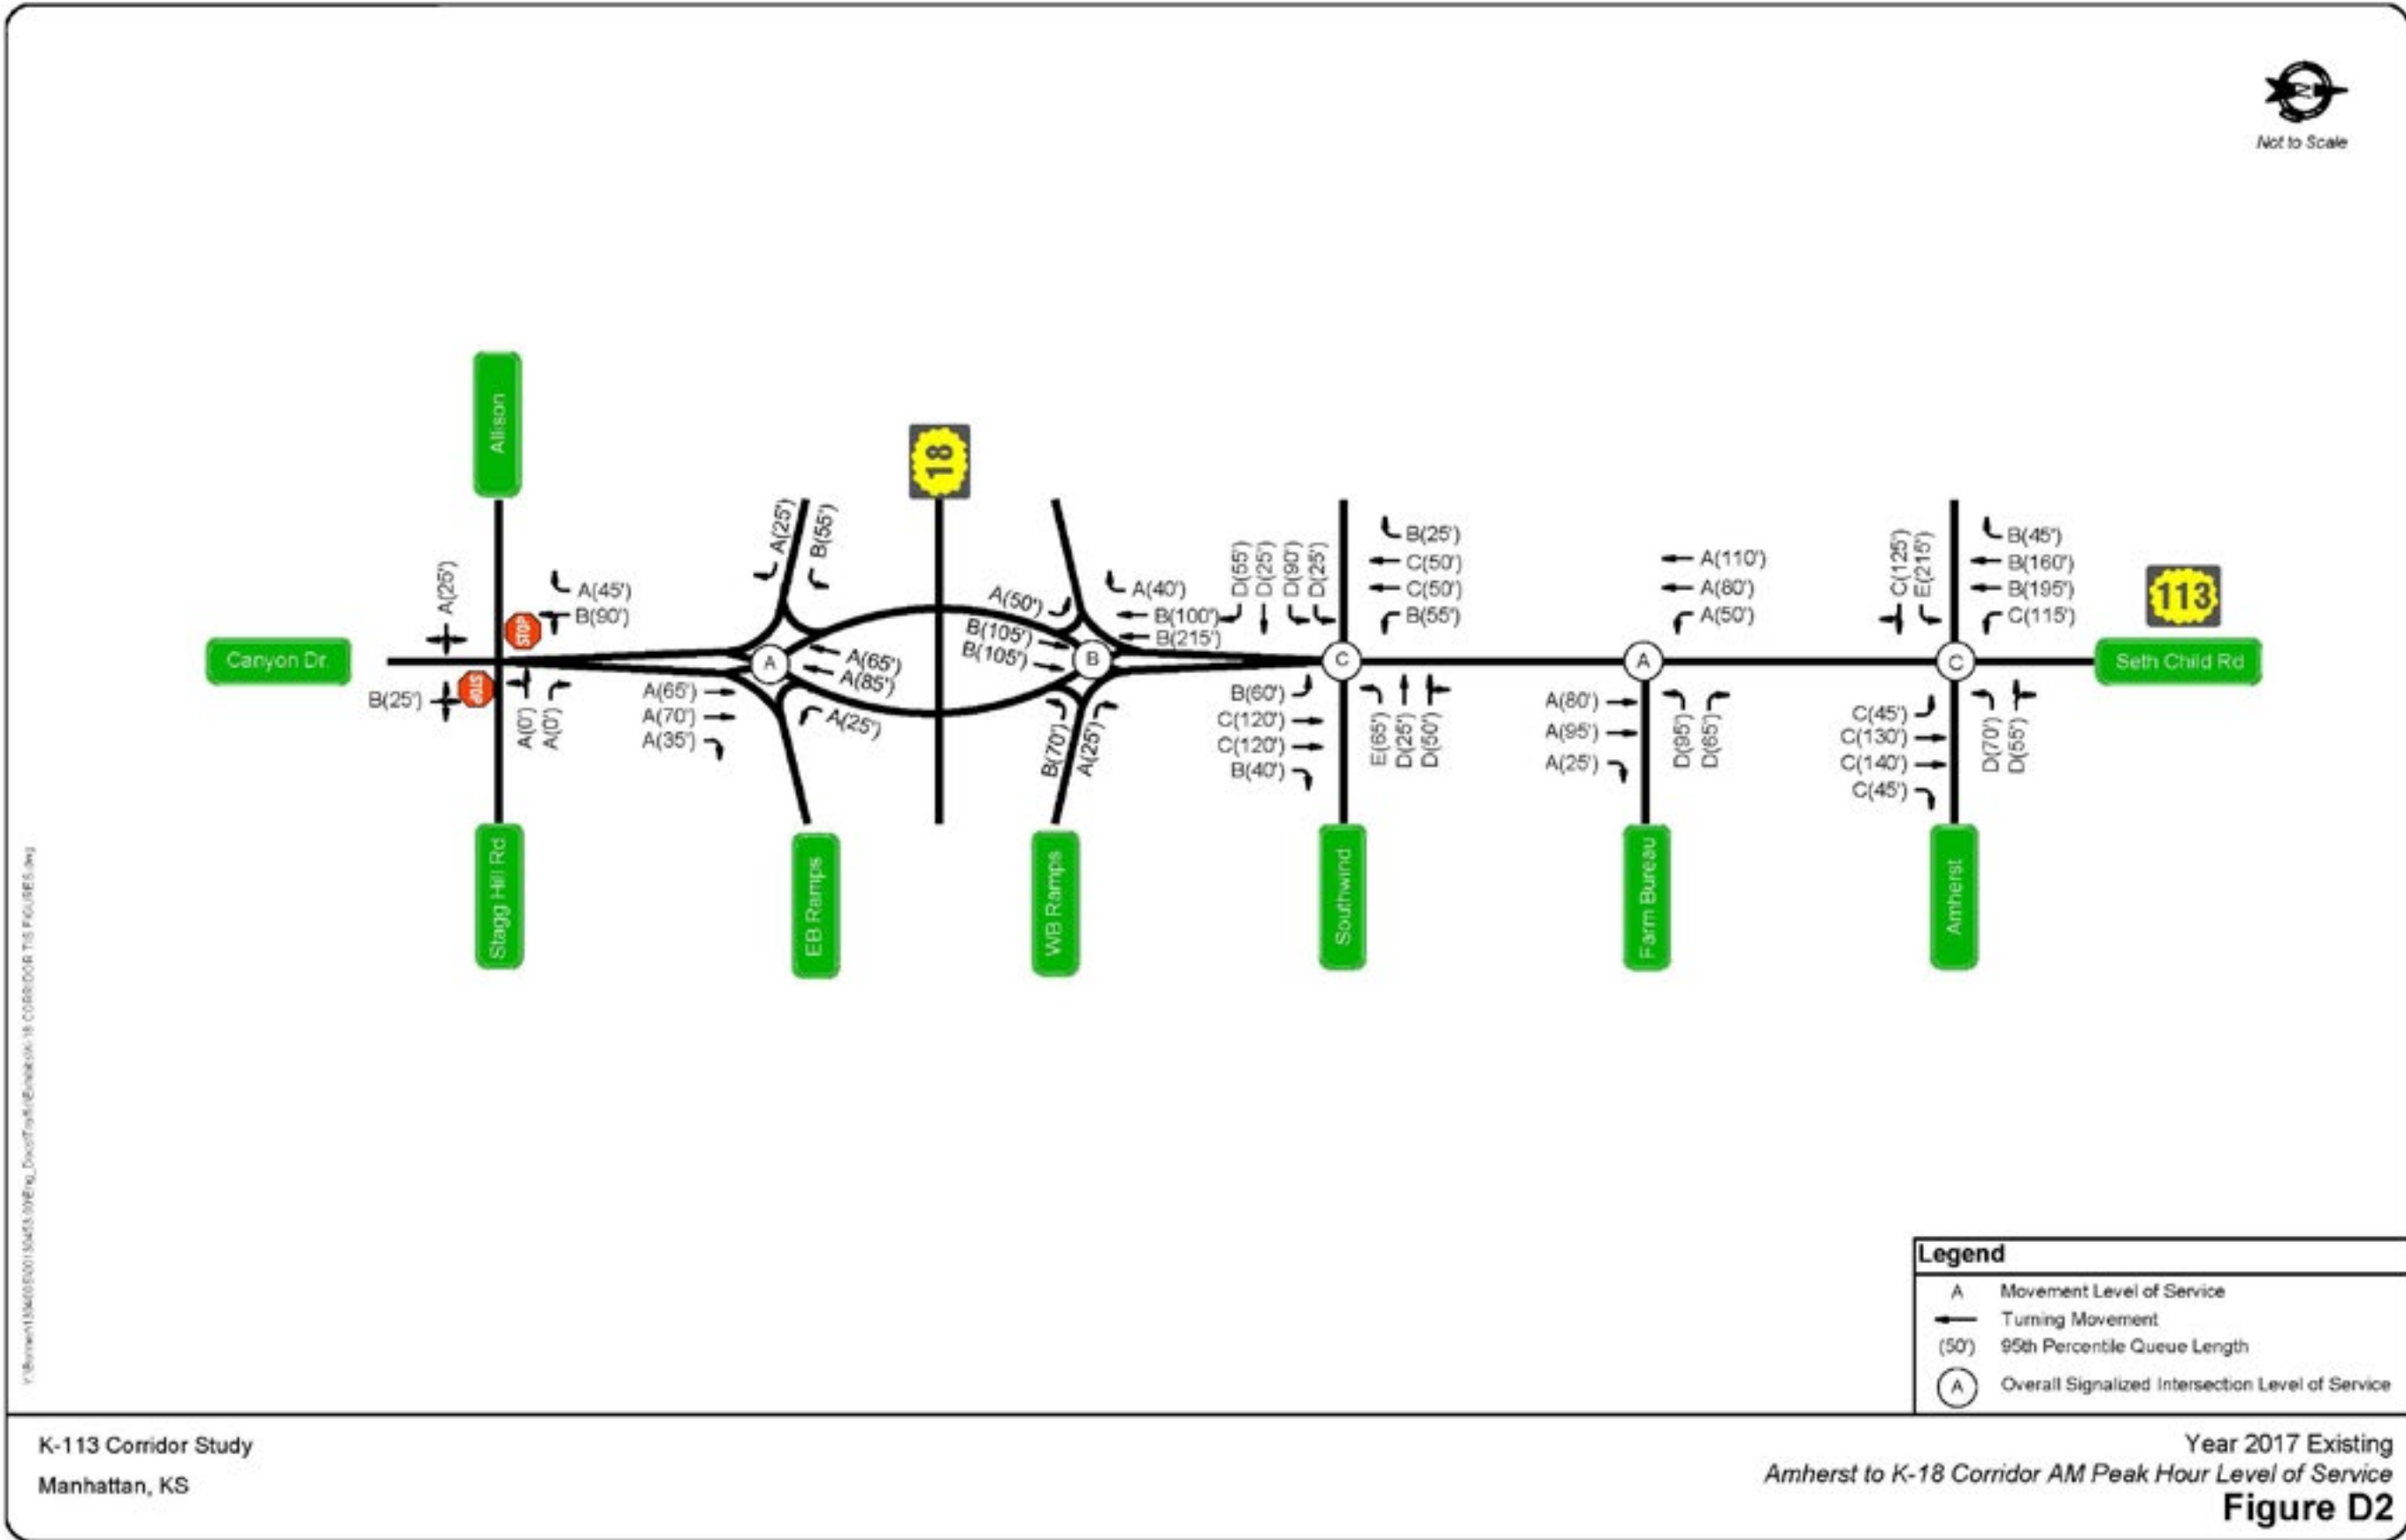 Not to Scale
Allison
18
A(25')
B(55')
A(25')
A(45')
B(90')
STOP
Canyon Dr.
B(25')
STOP
A(0')
A(0')
A
A(65')
A(85')
A(65')
A(70')
A(35')
A(25')
A(50')
B(105')
B(105')
B
A(40')
B(100')
B(215')
B(70')
A(25')
D(55')
D(25')
D(90')
D(25')
B(25')
C(50')
C(50')
B(55')
C
B(60')
C(120')
C(120')
B(40')
E(65')
D(25')
D(50')
A(110')
A(80')
A(50')
A
A(80')
A(95')
A(25')
D(95')
D(65')
C(125')
E(215')
B(45')
B(160')
B(195')
C(115')
113
C
Seth Child Rd
C(45')
C(130')
C(140')
C(45')
D(70')
D(55')
Stagg Hill Rd.
EB Ramps
WB Ramps
Southwind
Farm Bureau
Amherst
Legend
A Movement Level of Service
Turning Movement
(50') 95th Percentile Queue Length
A Overall Signalized Intersection Level of Service
K-113 Corridor Study
Manhattan, KS
Year 2017 Existing
Amherst to K-18 Corridor AM Peak Hour Level of Service
Figure D2